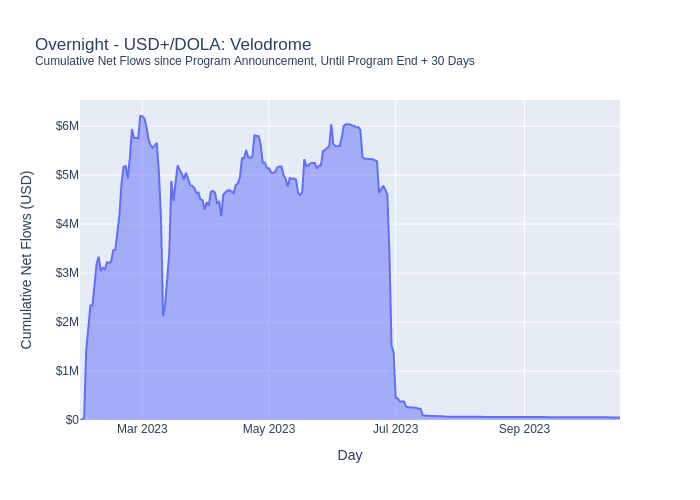 Overnight - USD+/DOLA: Velodrome
Cumulative Net Flows since Program Announcement, Until Program End + 30 Days
Cumulative Net Flows (USD)
$6M
$5M
$4M
$3M
$2M
$1M
$0
Mar 2023
May 2023
Jul 2023
Sep 2023
Day